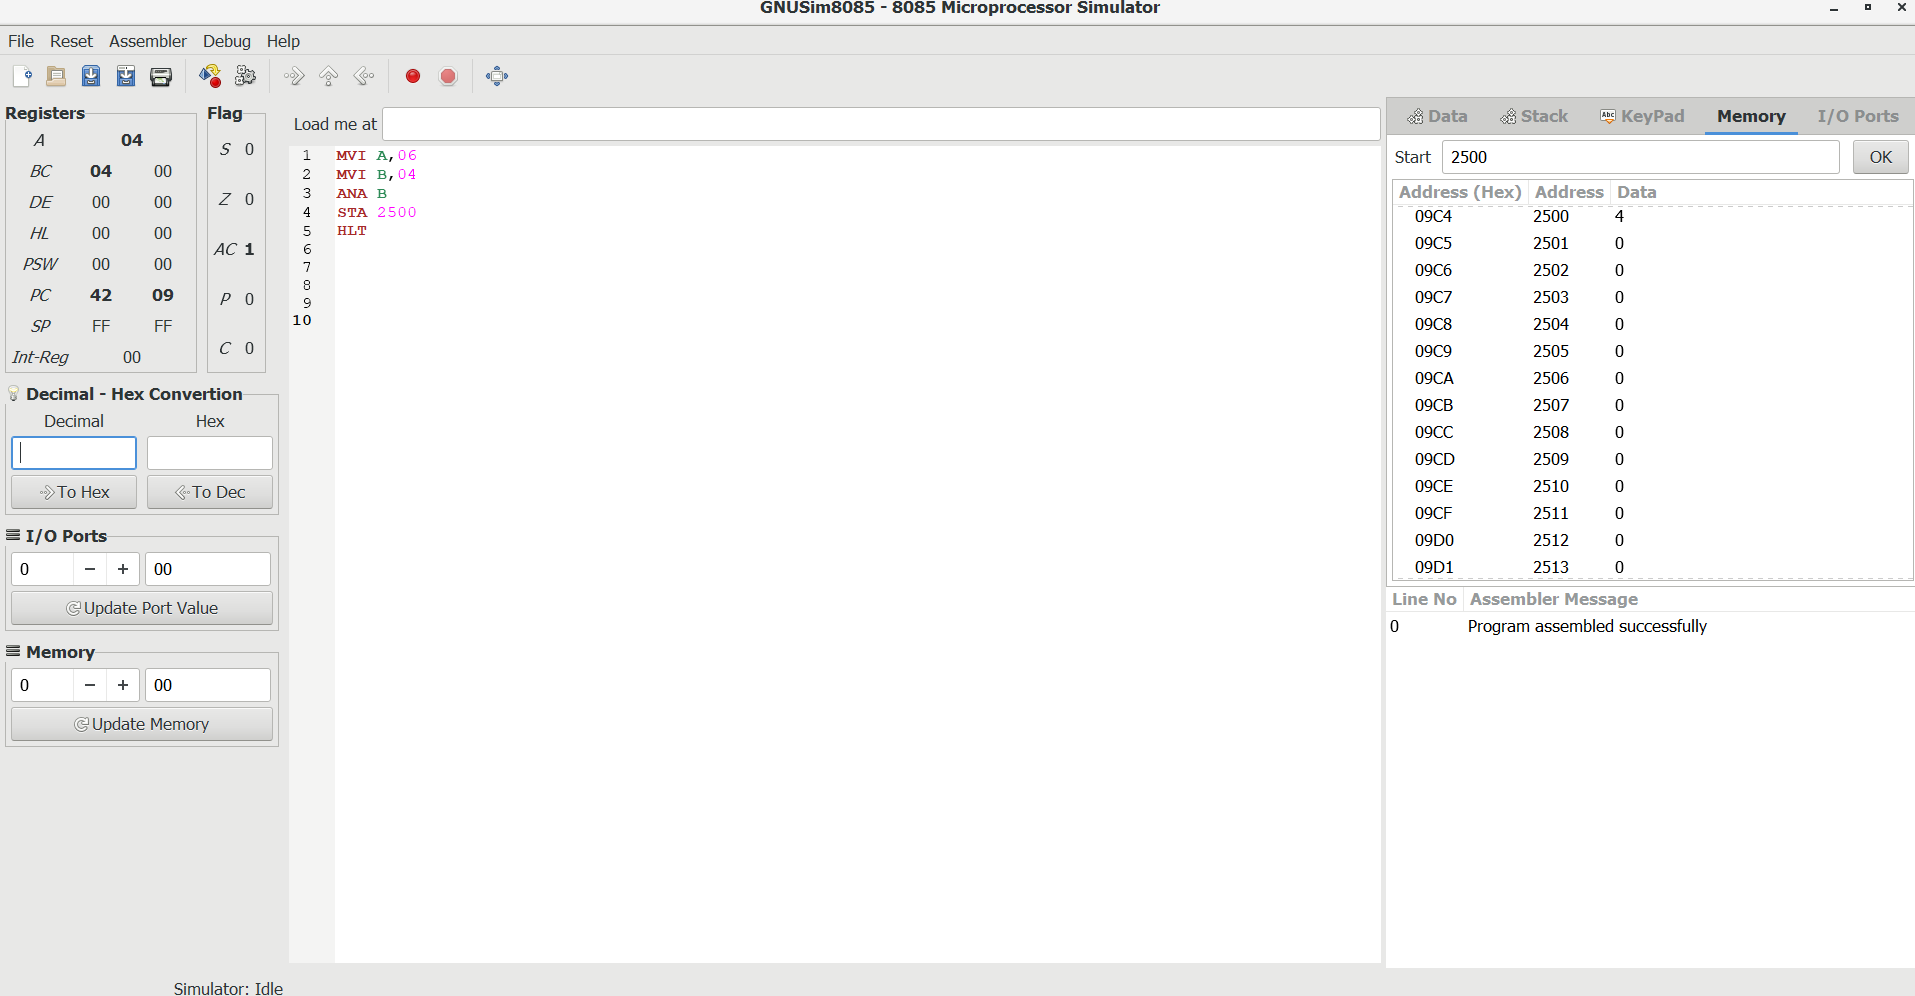 GNUSim8085 - 8085 Microprocessor Simulator
File Reset Assembler Debug Help
Registers
A 04
BC 04 00
DE 00 00
HL 00 00
PSW 00 00
PC 42 09
SP FF FF
Int-Reg 00
Flag
S 0
Z 0
AC 1
P 0
C 0
Decimal - Hex Convertion
Decimal Hex
To Hex To Dec
I/O Ports
0 − + 00
Update Port Value
Memory
0 − + 00
Update Memory
Load me at
1 MVI A,06
2 MVI B,04
3 ANA B
4 STA 2500
5 HLT
6
7
8
9
10
Data Stack Abc KeyPad Memory I/O Ports
Start 2500 OK
Address (Hex) Address Data
09C4 2500 4
09C5 2501 0
09C6 2502 0
09C7 2503 0
09C8 2504 0
09C9 2505 0
09CA 2506 0
09CB 2507 0
09CC 2508 0
09CD 2509 0
09CE 2510 0
09CF 2511 0
09D0 2512 0
09D1 2513 0
Line No Assembler Message
0 Program assembled successfully
Simulator: Idle